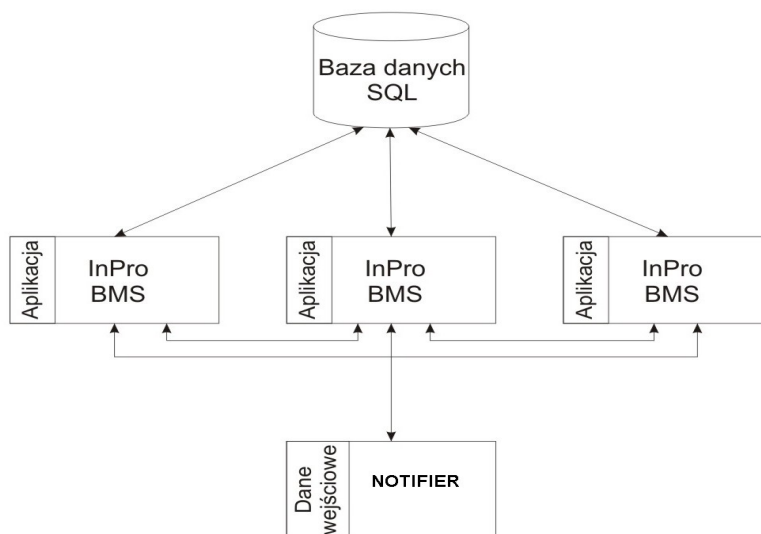 Baza danych
SQL
Aplikacja
InPro
BMS
Aplikacja
InPro
BMS
Aplikacja
InPro
BMS
Dane
wejściowe
NOTIFIER